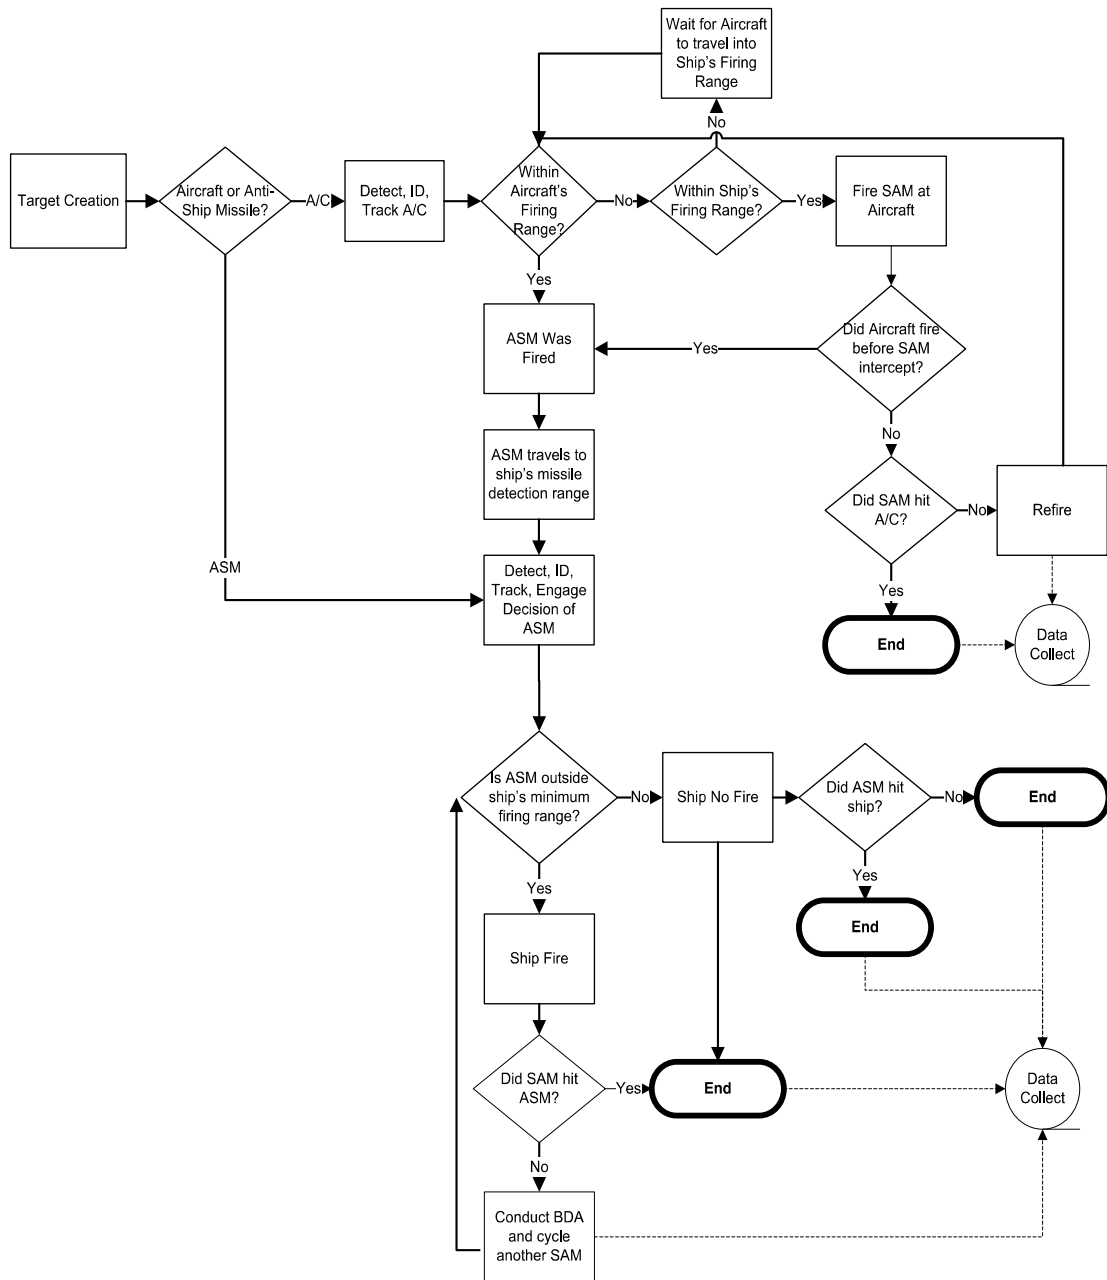 Wait for Aircraft
to travel into
Ship's Firing
Range
No
Target Creation
Aircraft or Anti-
Ship Missile?
A/C
Detect, ID,
Track A/C
Within
Aircraft's
Firing
Range?
No
Within Ship's
Firing Range?
Yes
Fire SAM at
Aircraft
Yes
ASM Was
Fired
Yes
Did Aircraft fire
before SAM
intercept?
No
ASM travels to
ship's missile
detection range
Did SAM hit
A/C?
No
Refire
ASM
Detect, ID,
Track, Engage
Decision of
ASM
Yes
End
Data
Collect
Is ASM outside
ship's minimum
firing range?
No
Ship No Fire
Did ASM hit
ship?
No
End
Yes
Yes
End
Ship Fire
Did SAM hit
ASM?
Yes
End
Data
Collect
No
Conduct BDA
and cycle
another SAM